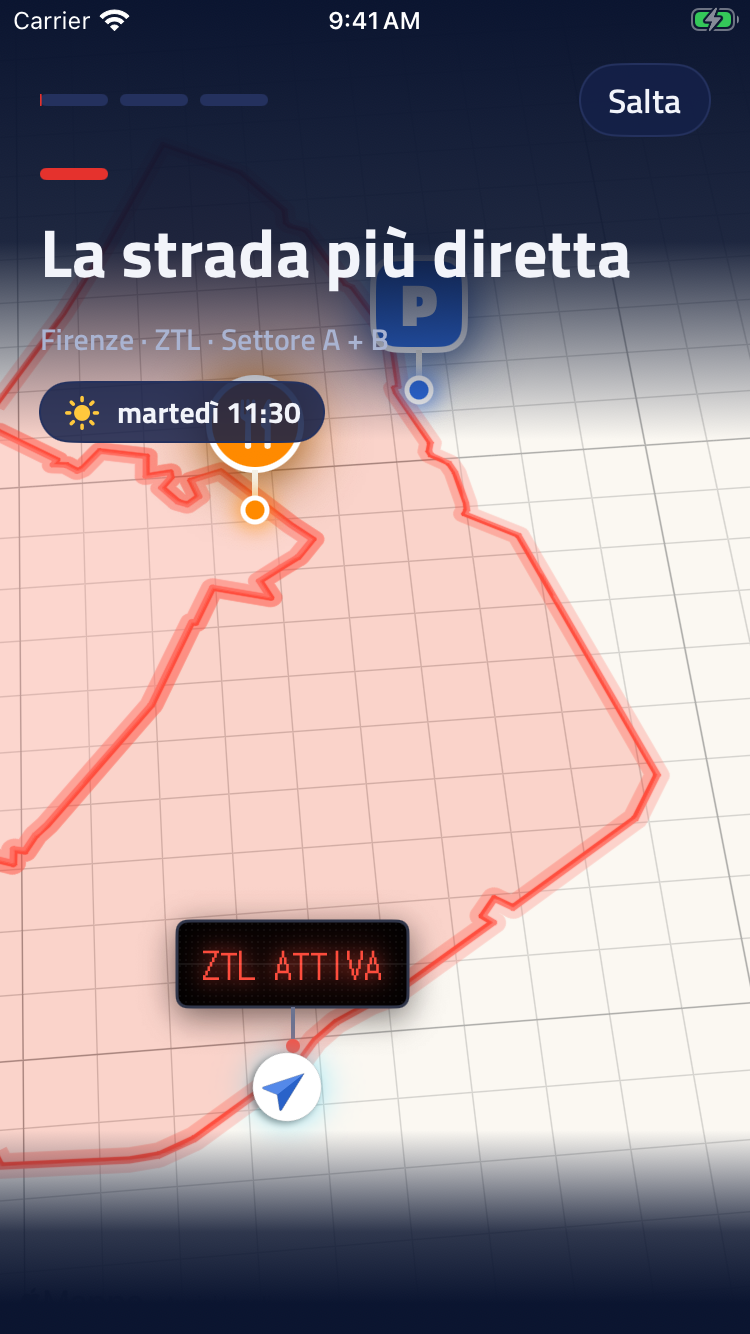 Carrier 9:41 AM
Salta
La strada più diretta
P
Firenze · ZTL · Settore A + B
martedì 11:30
ZTL ATTIVA